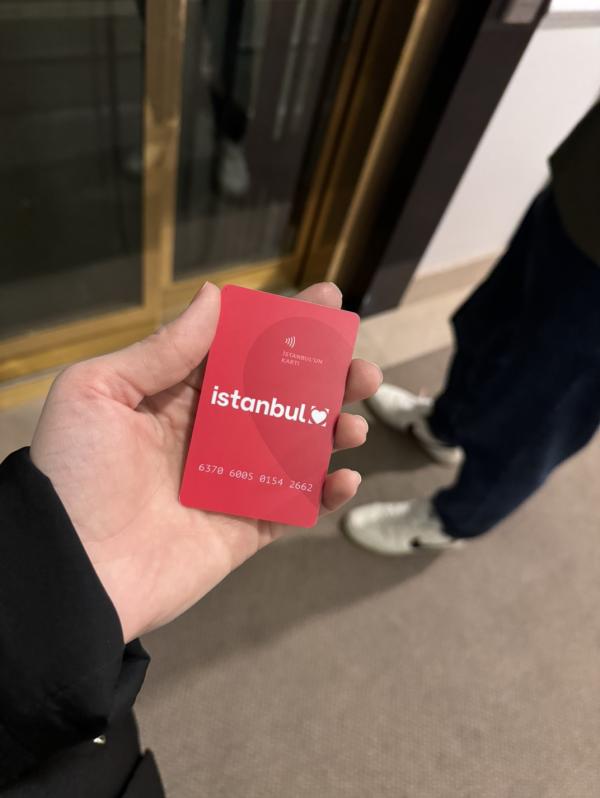 İSTANBUL'UN
KARTI
istanbul
6370 6005 0154 2662